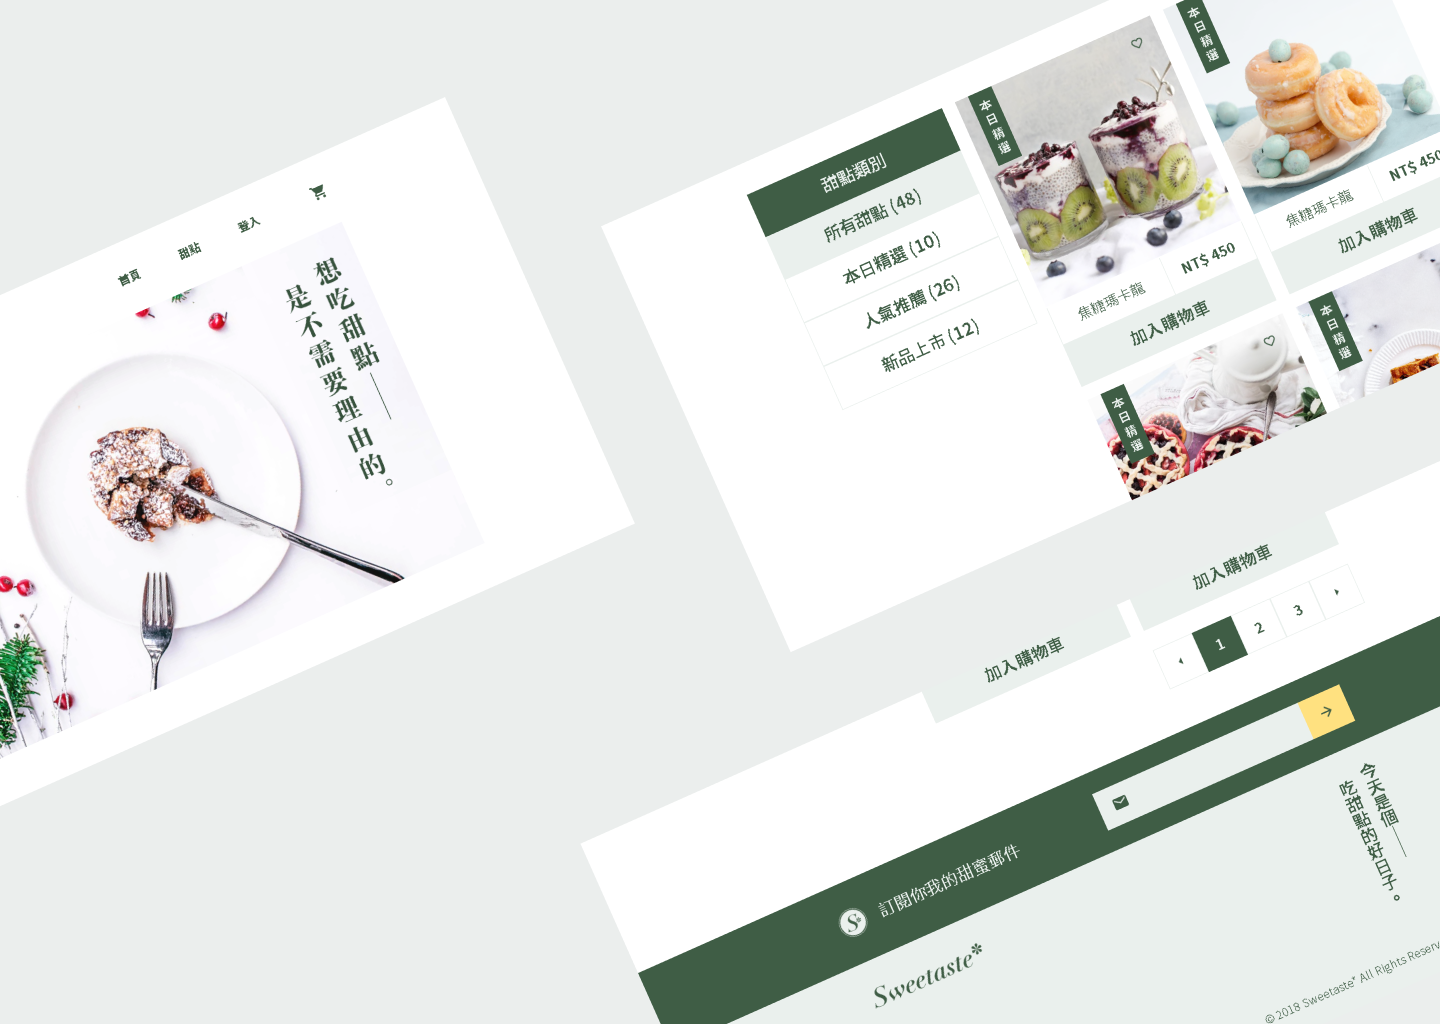 首頁
甜點
登入
想吃甜點——
是不需要理由的。
甜點類別
所有甜點 (48)
本日精選 (10)
人氣推薦 (26)
新品上市 (12)
本日精選
焦糖瑪卡龍
NT$ 450
加入購物車
本日精選
焦糖瑪卡龍
NT$ 450
加入購物車
本日精選
本日精選
加入購物車
加入購物車
1
2
3
S*
訂閱你我的甜蜜郵件
Sweetaste*
今天是個——
吃甜點的好日子。
© 2018 Sweetaste* All Rights Reserv